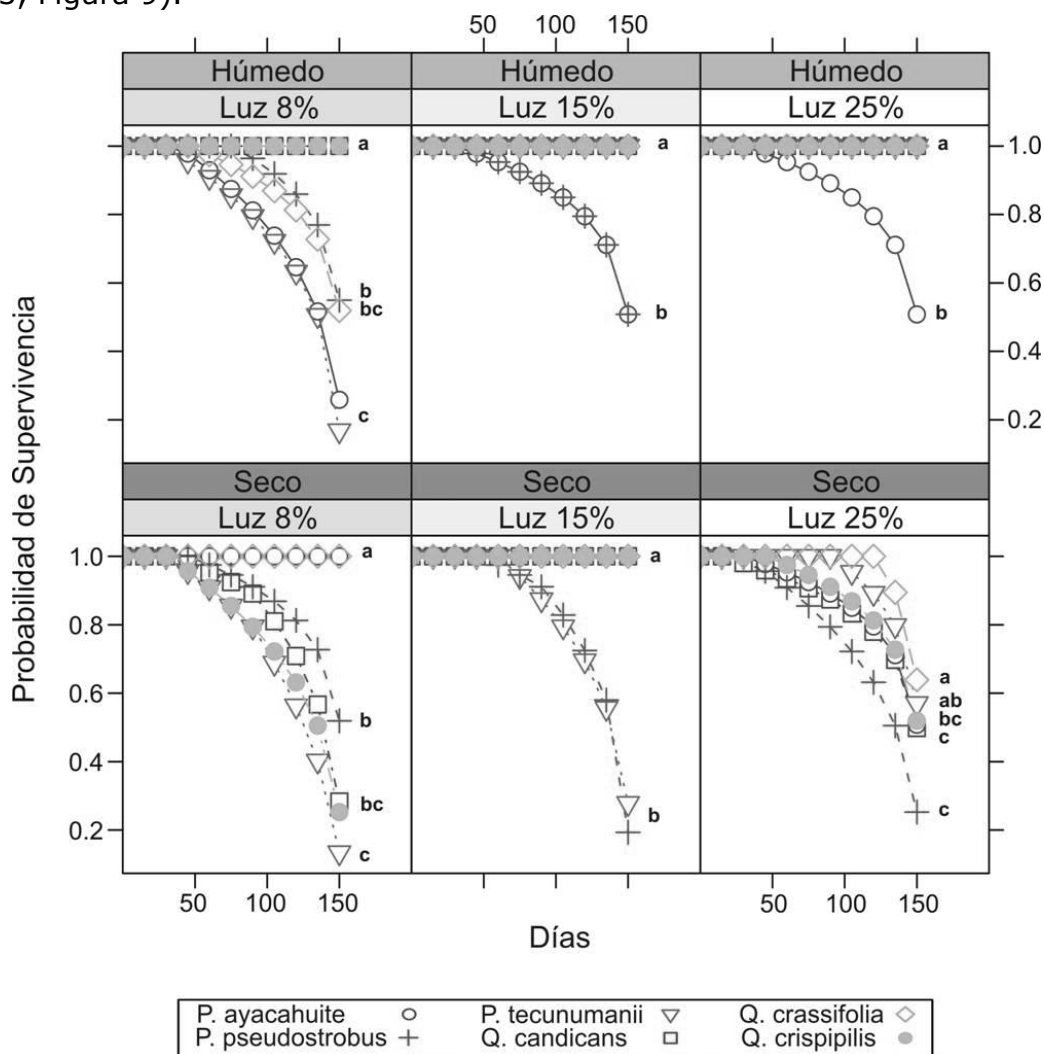 3, Figura 9).
50 100 150
Húmedo Húmedo Húmedo
Luz 8% Luz 15% Luz 25%
a a a 1.0
0.8
b 0.6
bc b b
0.4
c 0.2
Probabilidad de Supervivencia
Seco Seco Seco
Luz 8% Luz 15% Luz 25%
1.0 a a
0.8
a
0.6 ab
b bc
c
0.4
bc b c
0.2
c
50 100 150 50 100 150
Días
P. ayacahuite P. tecunumanii Q. crassifolia
P. pseudostrobus Q. candicans Q. crispipilis